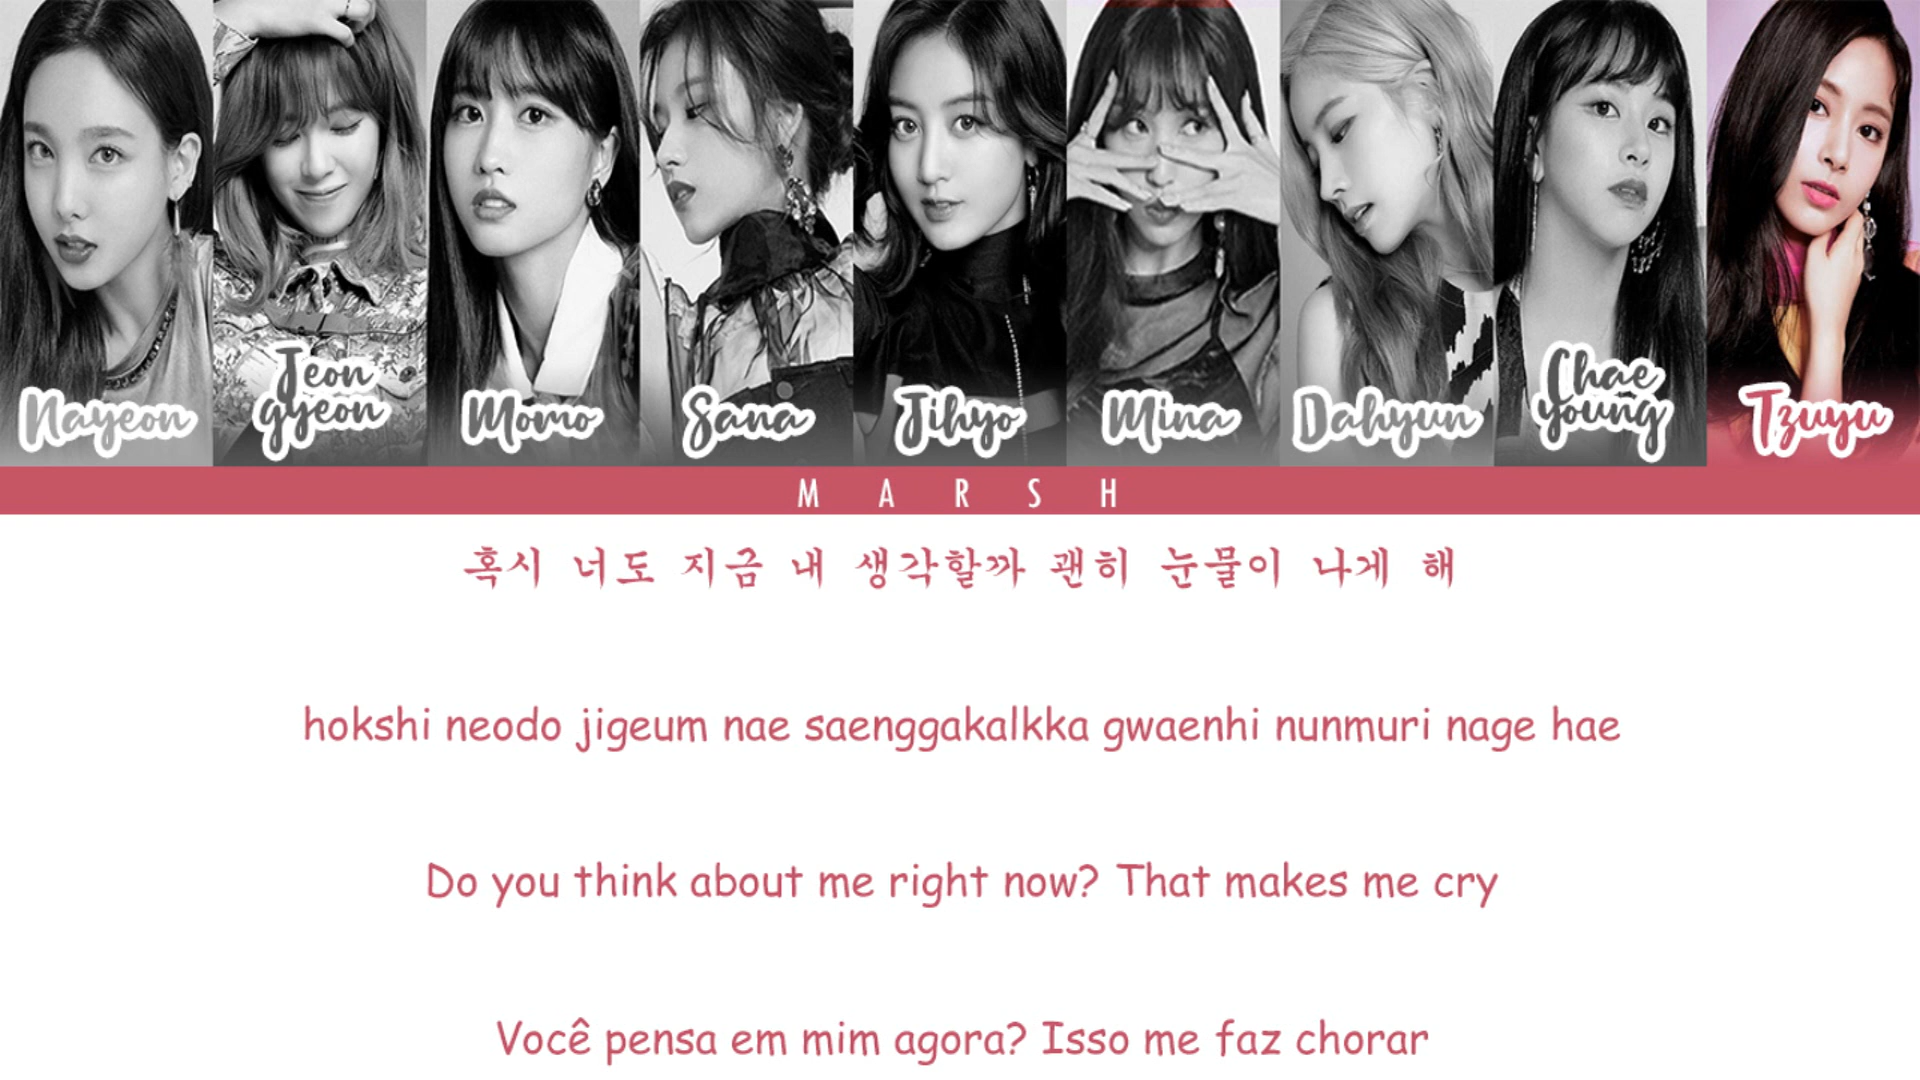 Nayeon
Jeon
gyeon
Momo
Sana
Jihyo
Mina
Dahyun
Chae
young
Tzuyu
MARSH
혹시 너도 지금 내 생각할까 괜히 눈물이 나게 해
hokshi neodo jigeum nae saenggakalkka gwaenhi nunmuri nage hae
Do you think about me right now? That makes me cry
Você pensa em mim agora? Isso me faz chorar